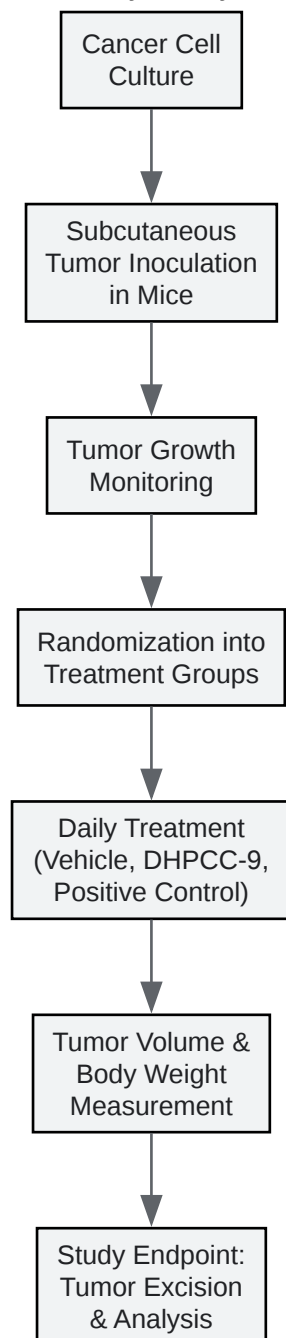 Cancer Cell
Culture
Subcutaneous
Tumor Inoculation
in Mice
Tumor Growth
Monitoring
Randomization into
Treatment Groups
Daily Treatment
(Vehicle, DHPCC-9,
Positive Control)
Tumor Volume &
Body Weight
Measurement
Study Endpoint:
Tumor Excision
& Analysis